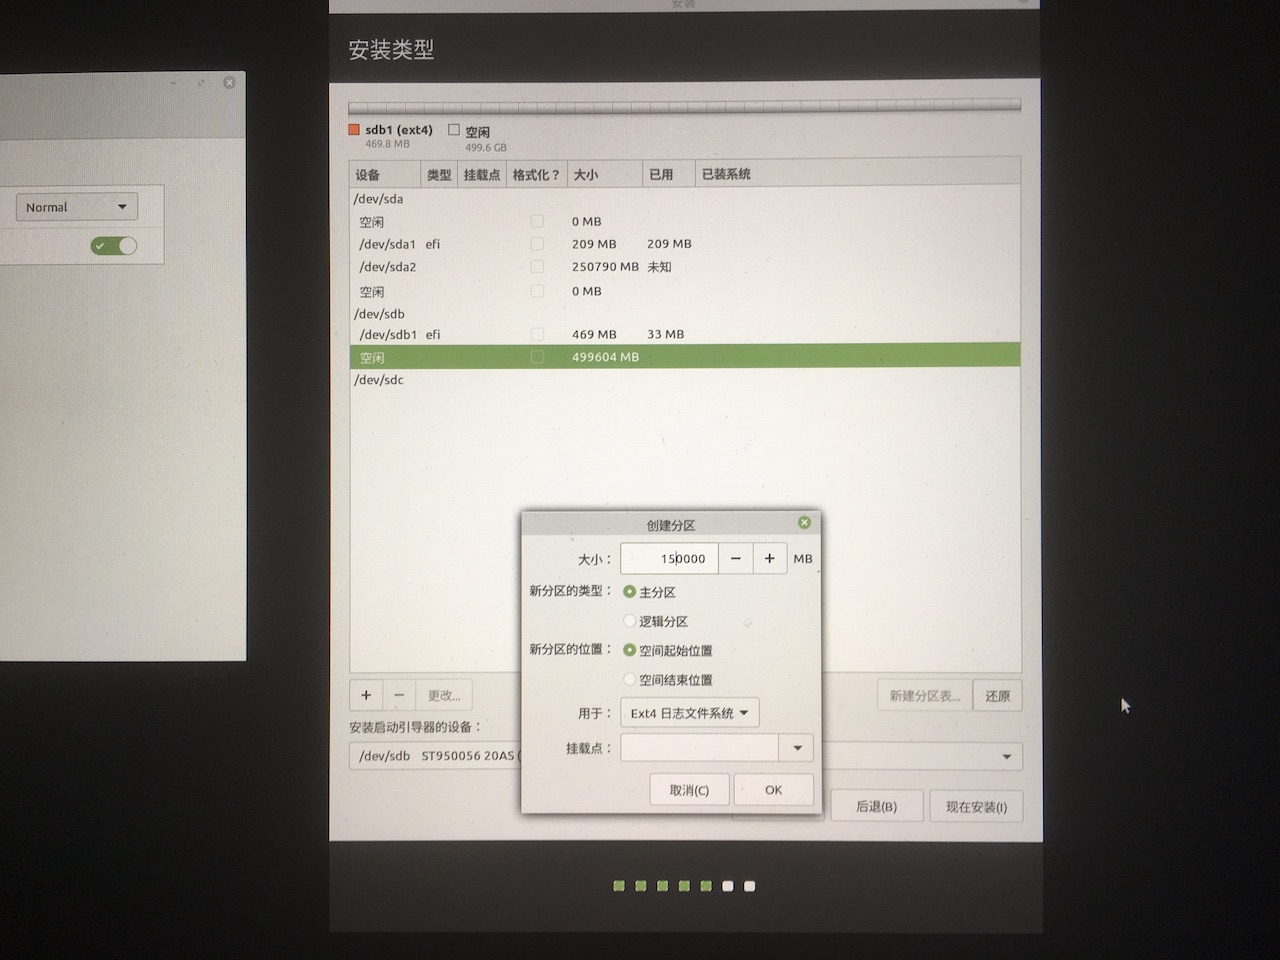 安装
安装类型
Normal
sdb1 (ext4) 空闲
469.8 MB 499.6 GB
设备 类型 挂载点 格式化？ 大小 已用 已装系统
/dev/sda
空闲 0 MB
/dev/sda1 efi 209 MB 209 MB
/dev/sda2 250790 MB 未知
空闲 0 MB
/dev/sdb
/dev/sdb1 efi 469 MB 33 MB
空闲 499604 MB
/dev/sdc
创建分区
大小： 150000 MB
新分区的类型： 主分区
逻辑分区
新分区的位置： 空间起始位置
空间结束位置
用于： Ext4 日志文件系统
挂载点：
取消(C) OK
+ − 更改... 新建分区表... 还原
安装启动引导器的设备：
/dev/sdb ST950056 20AS (
后退(B) 现在安装(I)